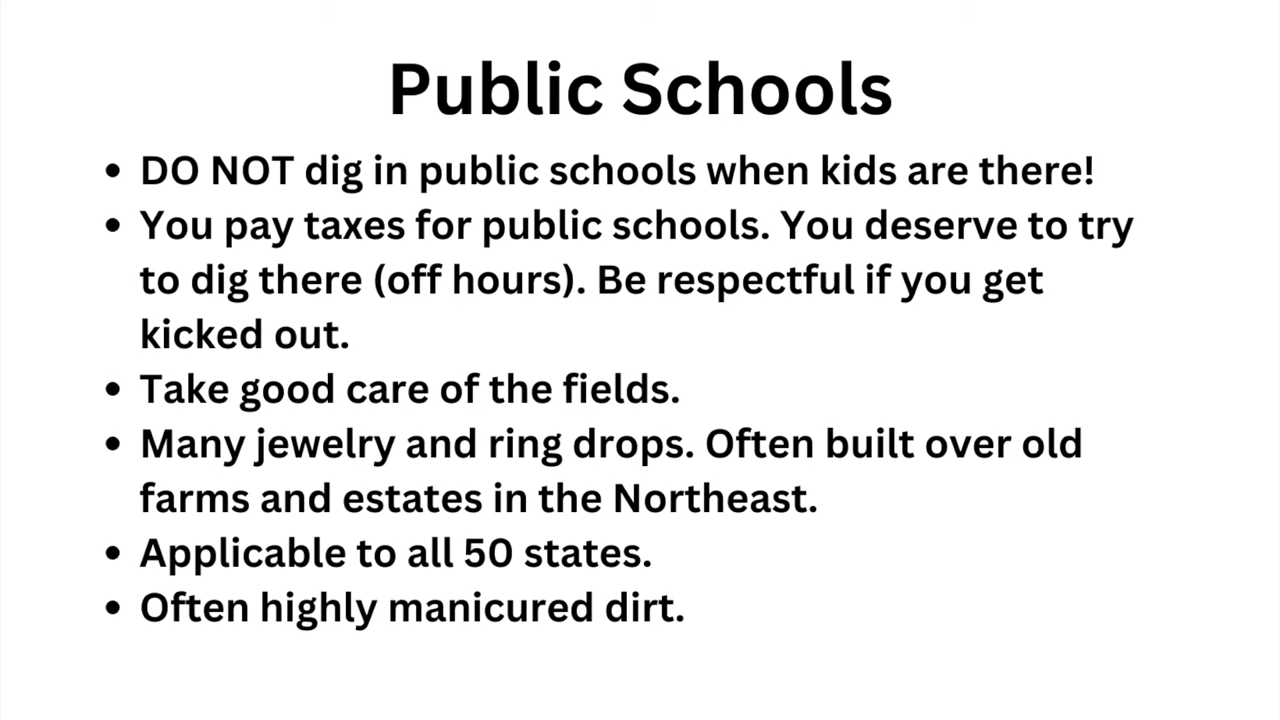 Public Schools
• DO NOT dig in public schools when kids are there!
• You pay taxes for public schools. You deserve to try
to dig there (off hours). Be respectful if you get
kicked out.
• Take good care of the fields.
• Many jewelry and ring drops. Often built over old
farms and estates in the Northeast.
• Applicable to all 50 states.
• Often highly manicured dirt.